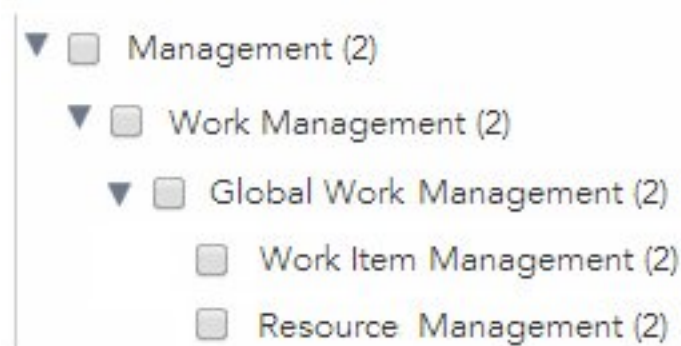 Management (2)
Work Management (2)
Global Work Management (2)
Work Item Management (2)
Resource Management (2)